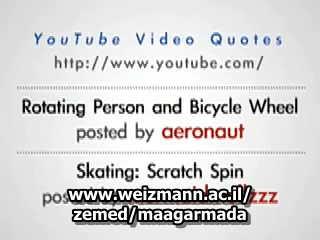 YouTube Video Quotes
http://www.youtube.com/
Rotating Person and Bicycle Wheel
posted by aeronaut
Skating: Scratch Spin
www.weizmann.ac.il/
zemed/maagarmada